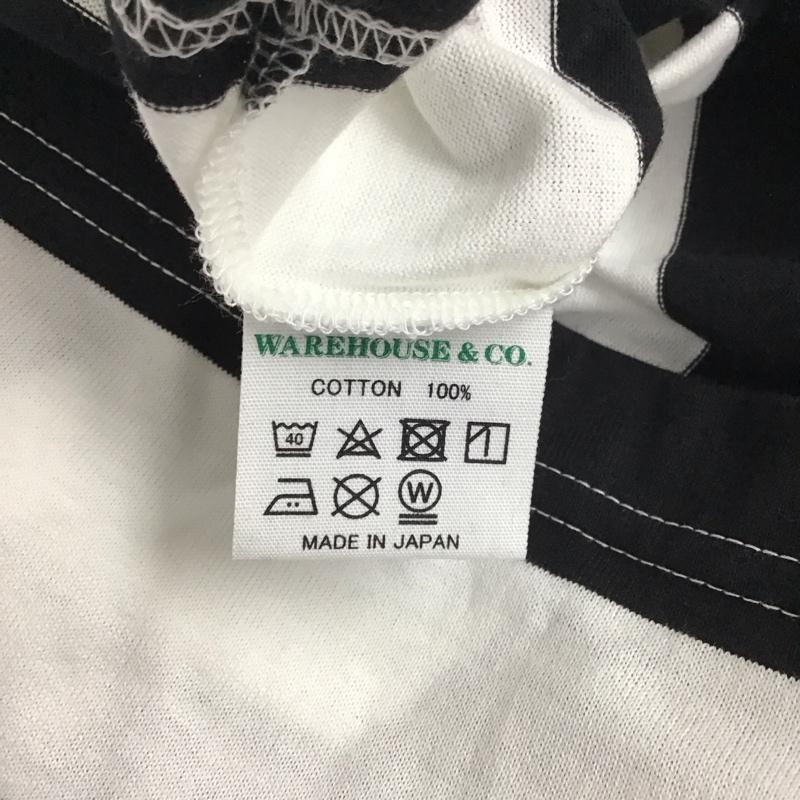 WAREHOUSE & CO.
COTTON 100%
40
W
MADE IN JAPAN